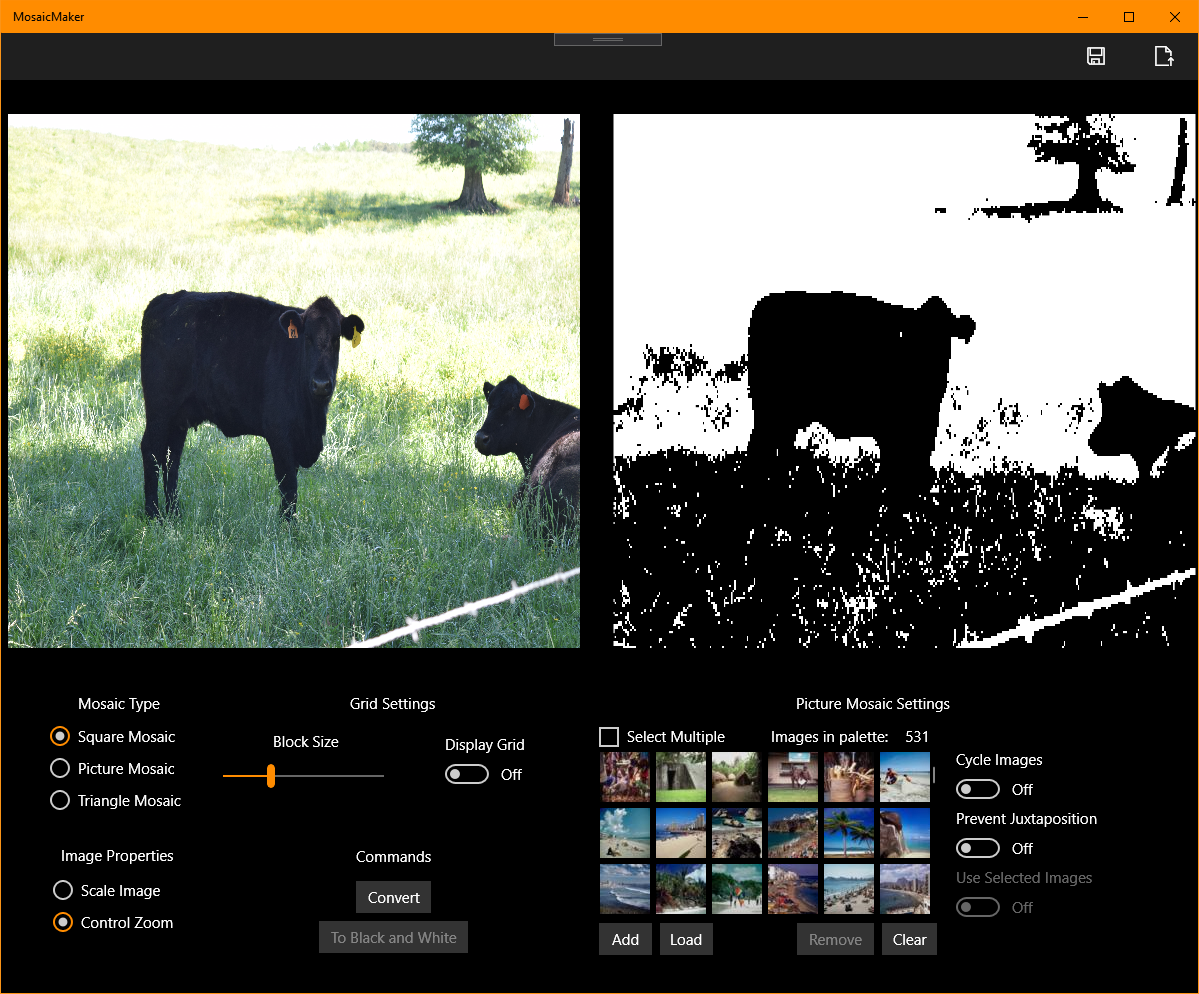 MosaicMaker
Mosaic Type
Square Mosaic
Picture Mosaic
Triangle Mosaic
Grid Settings
Block Size
Display Grid
Off
Image Properties
Scale Image
Control Zoom
Commands
Convert
To Black and White
Picture Mosaic Settings
Select Multiple
Images in palette: 531
Cycle Images
Off
Prevent Juxtaposition
Off
Use Selected Images
Off
Add
Load
Remove
Clear